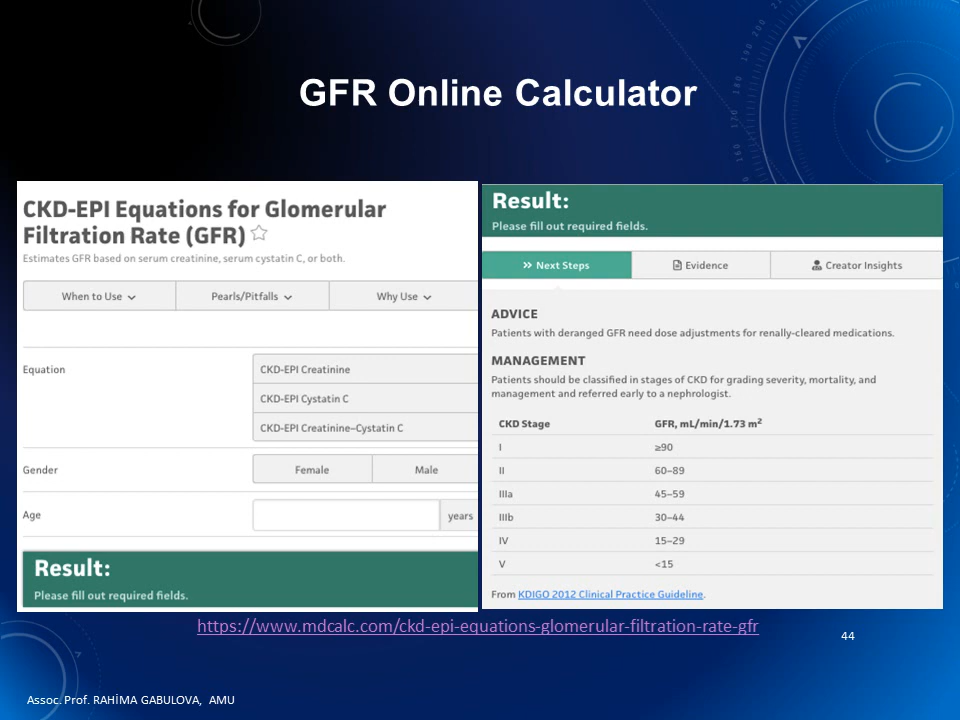 GFR Online Calculator
CKD-EPI Equations for Glomerular
Filtration Rate (GFR)
Estimates GFR based on serum creatinine, serum cystatin C, or both.
When to Use
Pearls/Pitfalls
Why Use
Equation
CKD-EPI Creatinine
CKD-EPI Cystatin C
CKD-EPI Creatinine–Cystatin C
Gender
Female
Male
Age
years
Result:
Please fill out required fields.
Result:
Please fill out required fields.
Next Steps
Evidence
Creator Insights
ADVICE
Patients with deranged GFR need dose adjustments for renally-cleared medications.
MANAGEMENT
Patients should be classified in stages of CKD for grading severity, mortality, and
management and referred early to a nephrologist.
CKD Stage GFR, mL/min/1.73 m²
I ≥90
II 60–89
IIIa 45–59
IIIb 30–44
IV 15–29
V <15
From KDIGO 2012 Clinical Practice Guideline.
https://www.mdcalc.com/ckd-epi-equations-glomerular-filtration-rate-gfr
44
Assoc. Prof. RAHİMA GABULOVA, AMU